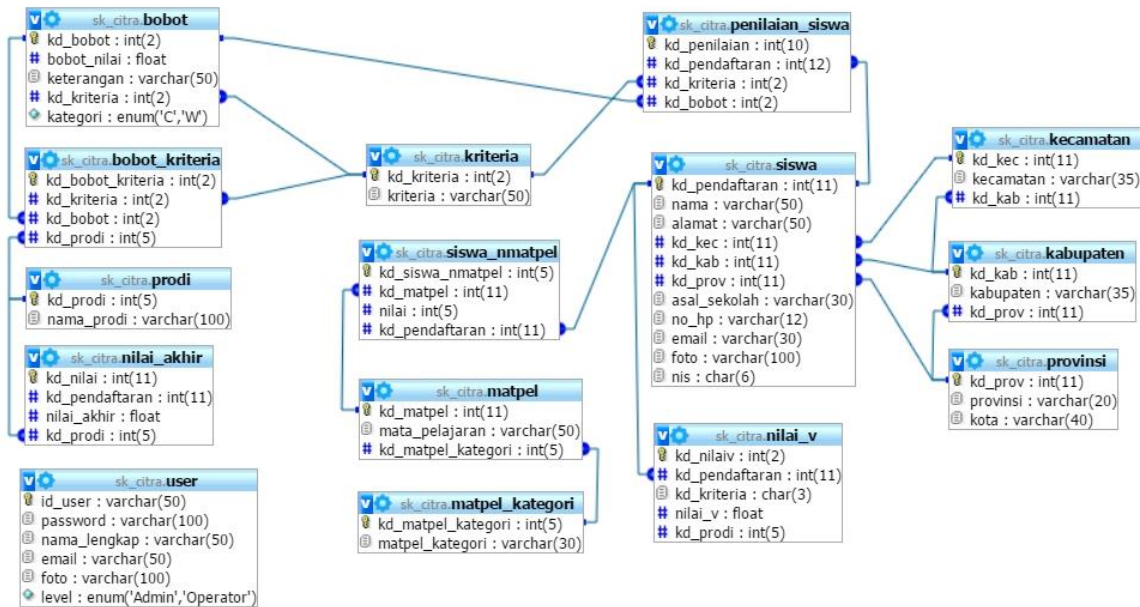 sk_citra.bobot
kd_bobot : int(2)
bobot_nilai : float
keterangan : varchar(50)
kd_kriteria : int(2)
kategori : enum('C','W')
sk_citra.bobot_kriteria
kd_bobot_kriteria : int(2)
kd_kriteria : int(2)
kd_bobot : int(2)
kd_prodi : int(5)
sk_citra.prodi
kd_prodi : int(5)
nama_prodi : varchar(100)
sk_citra.nilai_akhir
kd_nilai : int(11)
kd_pendaftaran : int(11)
nilai_akhir : float
kd_prodi : int(5)
sk_citra.user
id_user : varchar(50)
password : varchar(100)
nama_lengkap : varchar(50)
email : varchar(50)
foto : varchar(100)
level : enum('Admin','Operator')
sk_citra.kriteria
kd_kriteria : int(2)
kriteria : varchar(50)
sk_citra.siswa_nmatpel
kd_siswa_nmatpel : int(5)
kd_matpel : int(11)
nilai : int(5)
kd_pendaftaran : int(11)
sk_citra.matpel
kd_matpel : int(11)
mata_pelajaran : varchar(50)
kd_matpel_kategori : int(5)
sk_citra.matpel_kategori
kd_matpel_kategori : int(5)
matpel_kategori : varchar(30)
sk_citra.penilaian_siswa
kd_penilaian : int(10)
kd_pendaftaran : int(12)
kd_kriteria : int(2)
kd_bobot : int(2)
sk_citra.siswa
kd_pendaftaran : int(11)
nama : varchar(50)
alamat : varchar(50)
kd_kec : int(11)
kd_kab : int(11)
kd_prov : int(11)
asal_sekolah : varchar(30)
no_hp : varchar(12)
email : varchar(30)
foto : varchar(100)
nis : char(6)
sk_citra.nilai_v
kd_nilaiv : int(2)
kd_pendaftaran : int(11)
kd_kriteria : char(3)
nilai_v : float
kd_prodi : int(5)
sk_citra.kecamatan
kd_kec : int(11)
kecamatan : varchar(35)
kd_kab : int(11)
sk_citra.kabupaten
kd_kab : int(11)
kabupaten : varchar(35)
kd_prov : int(11)
sk_citra.provinsi
kd_prov : int(11)
provinsi : varchar(20)
kota : varchar(40)